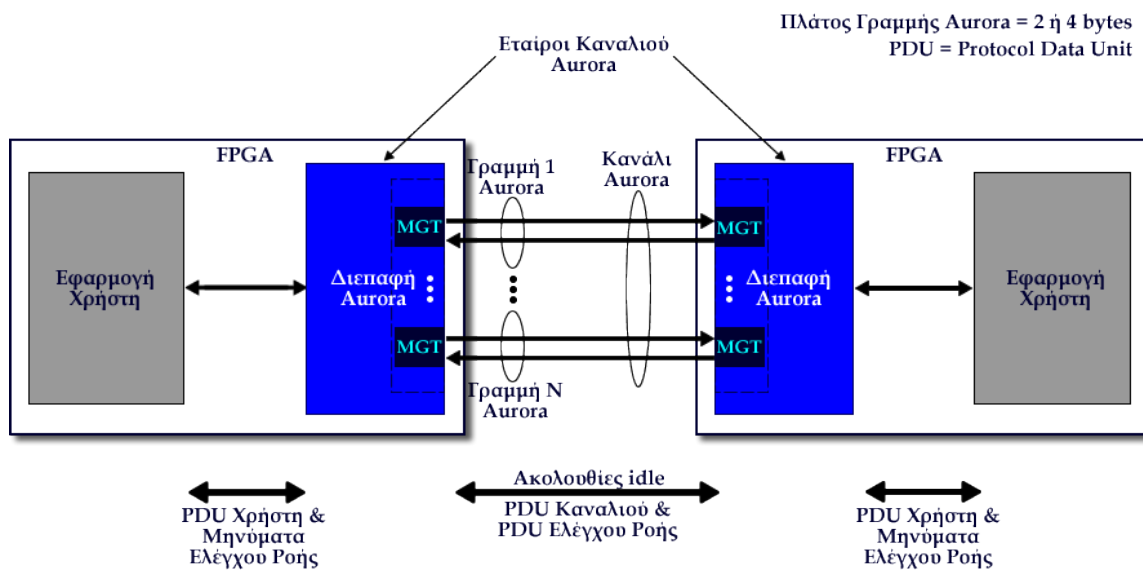 Πλάτος Γραμμής Aurora = 2 ή 4 bytes
PDU = Protocol Data Unit
Εταίροι Καναλιού
Aurora
FPGA
FPGA
Γραμμή 1
Aurora
Κανάλι
Aurora
MGT
MGT
Εφαρμογή
Χρήστη
Διεπαφή
Aurora
Διεπαφή
Aurora
Εφαρμογή
Χρήστη
MGT
MGT
Γραμμή N
Aurora
Ακολουθίες idle
PDU Καναλιού &
PDU Ελέγχου Ροής
PDU Χρήστη &
Μηνύματα
Ελέγχου Ροής
PDU Χρήστη &
Μηνύματα
Ελέγχου Ροής